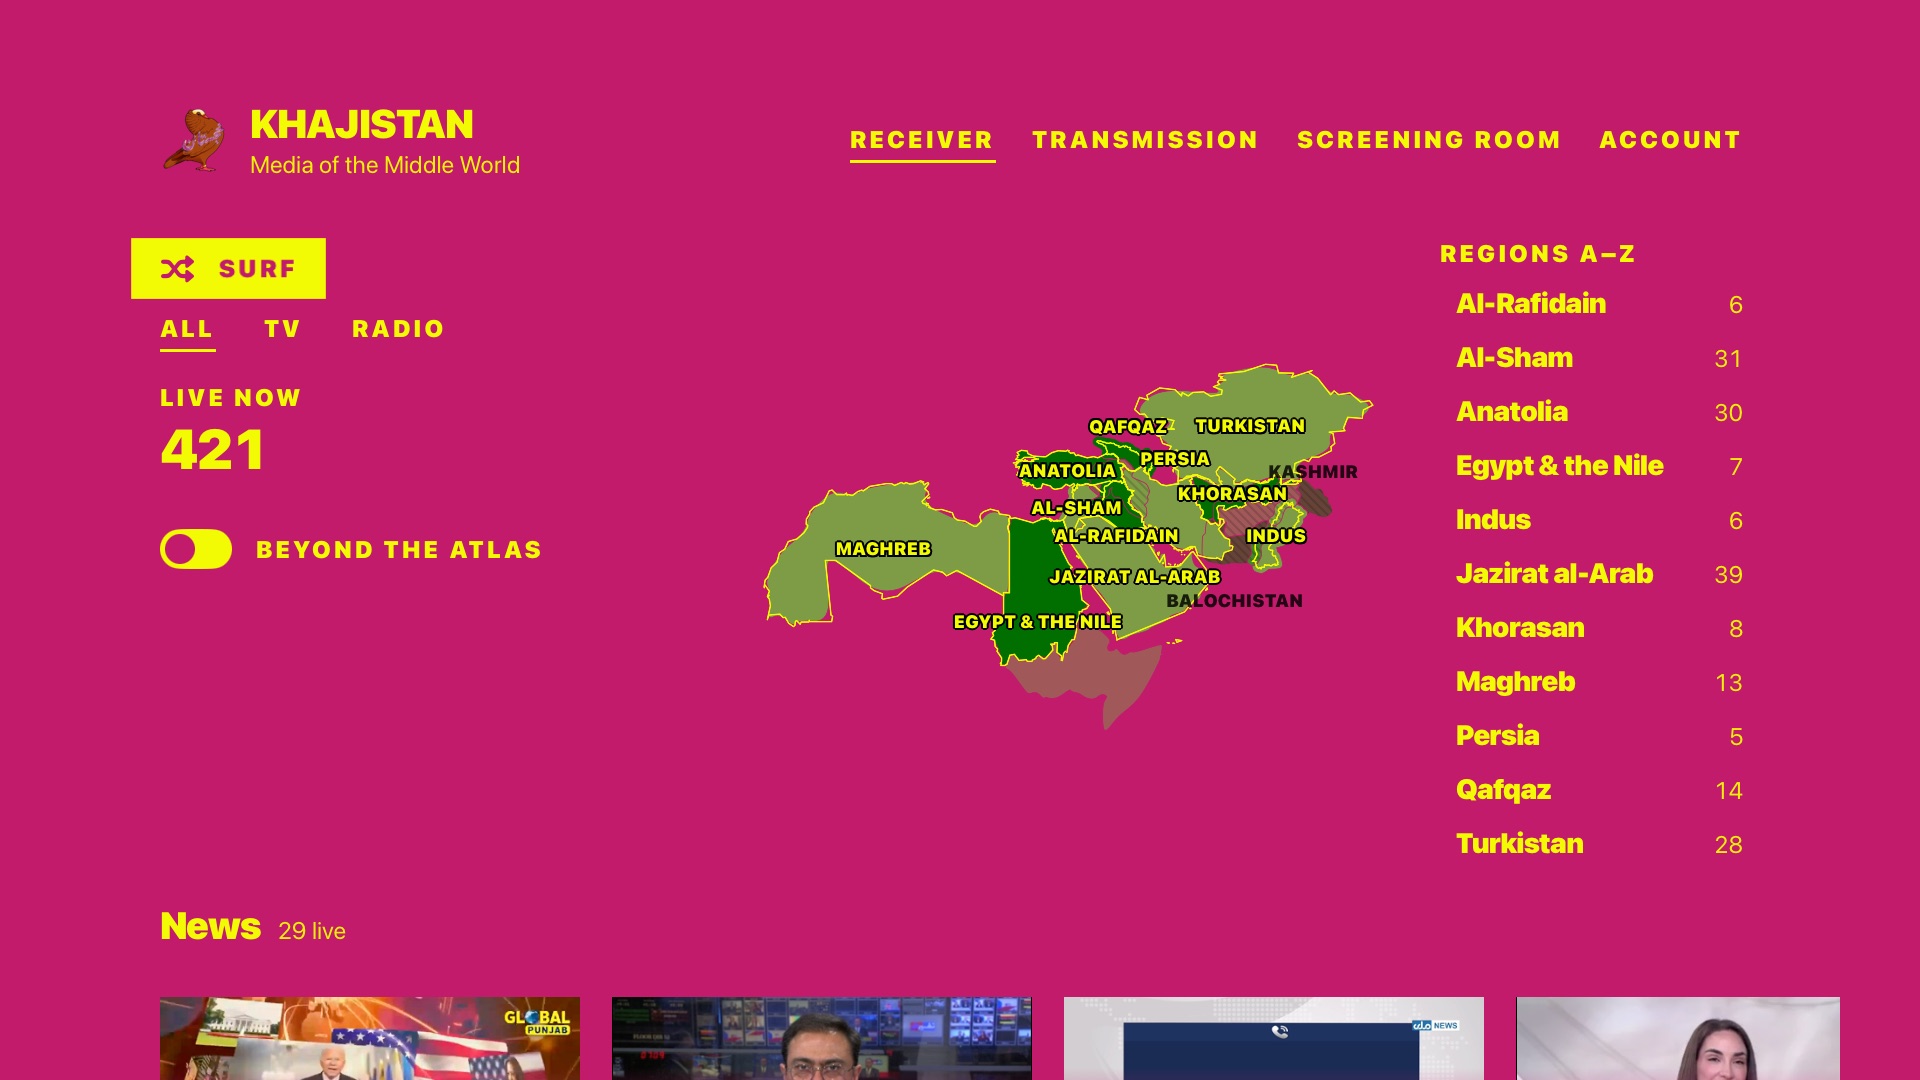 KHAJISTAN
Media of the Middle World
RECEIVER
TRANSMISSION
SCREENING ROOM
ACCOUNT
SURF
ALL
TV
RADIO
LIVE NOW
421
BEYOND THE ATLAS
QAFQAZ
TURKISTAN
PERSIA
KASHMIR
ANATOLIA
KHORASAN
AL-SHAM
AL-RAFIDAIN
INDUS
MAGHREB
JAZIRAT AL-ARAB
BALOCHISTAN
EGYPT & THE NILE
REGIONS A–Z
Al-Rafidain 6
Al-Sham 31
Anatolia 30
Egypt & the Nile 7
Indus 6
Jazirat al-Arab 39
Khorasan 8
Maghreb 13
Persia 5
Qafqaz 14
Turkistan 28
News 29 live
GLOBAL
PUNJAB
NEWS